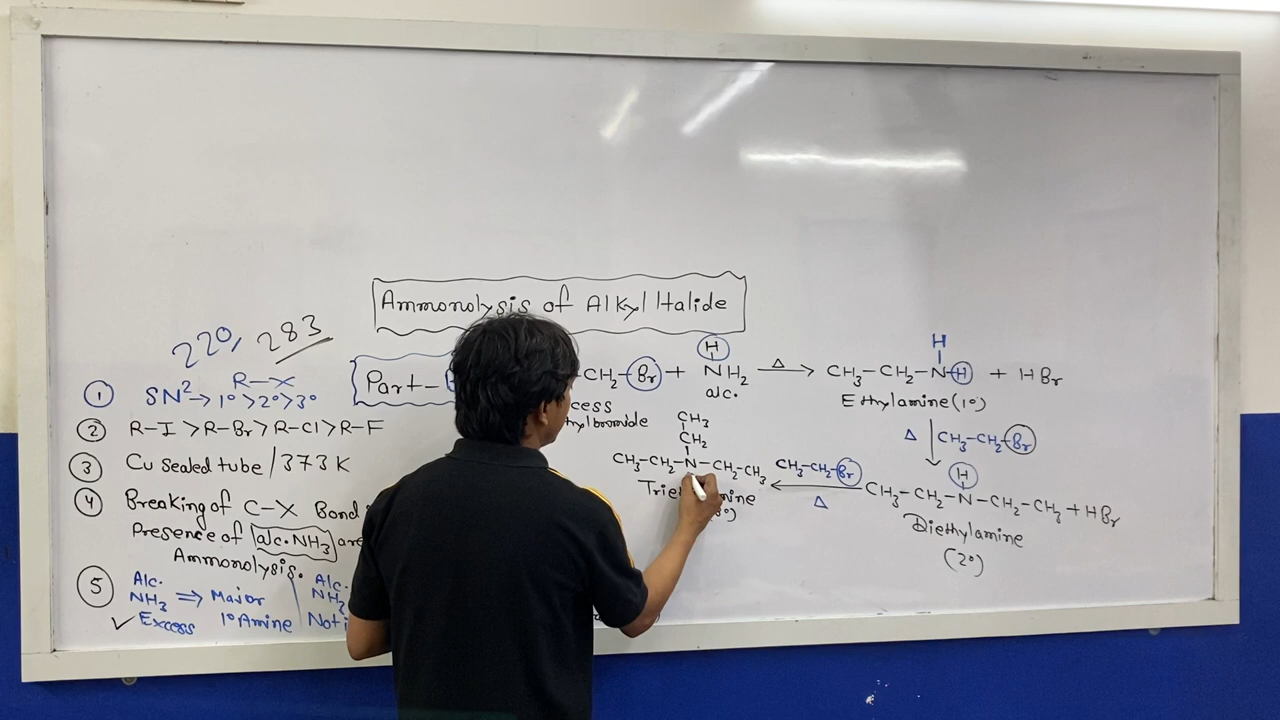 Ammonolysis of Alkyl Halide
220, 283
Part-
① SN² → 1°>2°>3°
R-X
② R-I > R-Br > R-Cl > R-F
③ Cu Sealed tube / 373 K
④ Breaking of C-X Bond
Presence of alc.NH₃ are
Ammonolysis.
⑤ Alc. NH₃ ⇒ Major
✓ Excess 1° Amine
Alc. NH₃
Not
CH₂-Br + H
NH₂ Δ → CH₃-CH₂-N-H + HBr
H
alc.
Ethylamine (1°)
Δ ↓ CH₃-CH₂-Br
H
CH₃-CH₂-N-CH₂-CH₃ + HBr
Diethylamine
(2°)
CH₃-CH₂-Br
← Δ
CH₃
CH₂
CH₃-CH₂-N-CH₂-CH₃